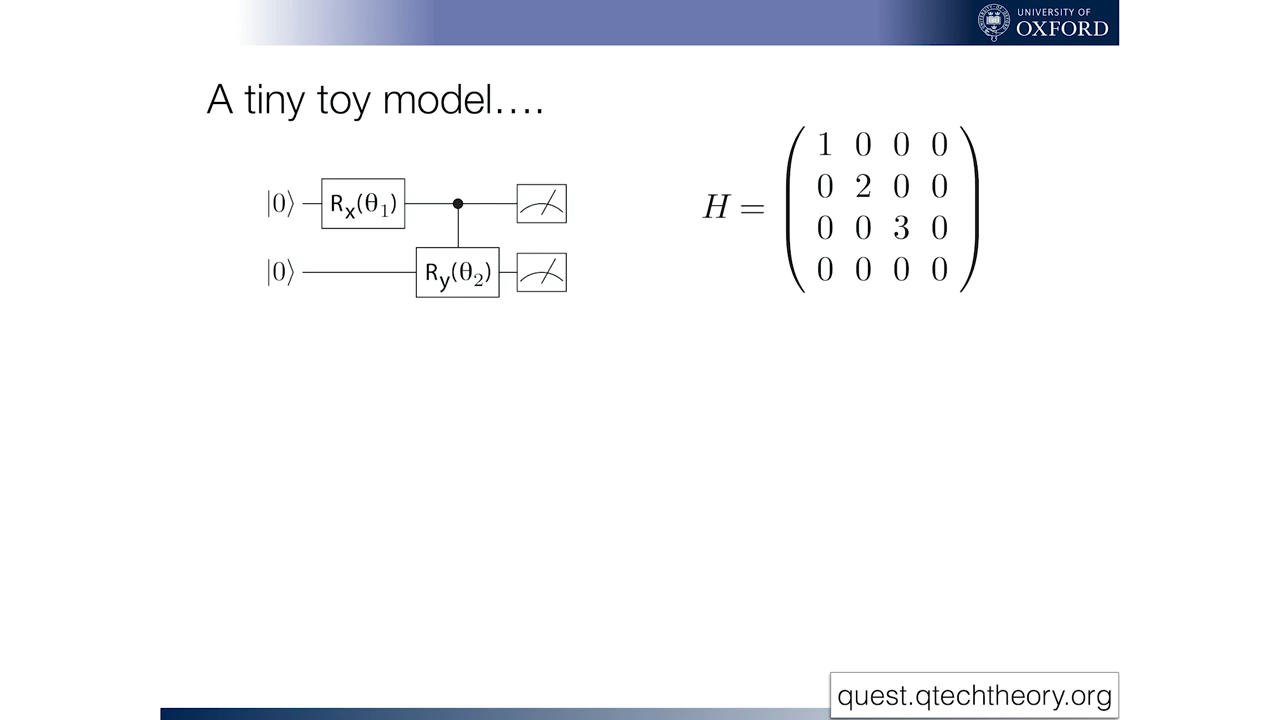 UNIVERSITY OF
OXFORD
A tiny toy model....
|0⟩ Rx(θ1)
|0⟩ Ry(θ2)
H =
1 0 0 0
0 2 0 0
0 0 3 0
0 0 0 0
quest.qtechtheory.org